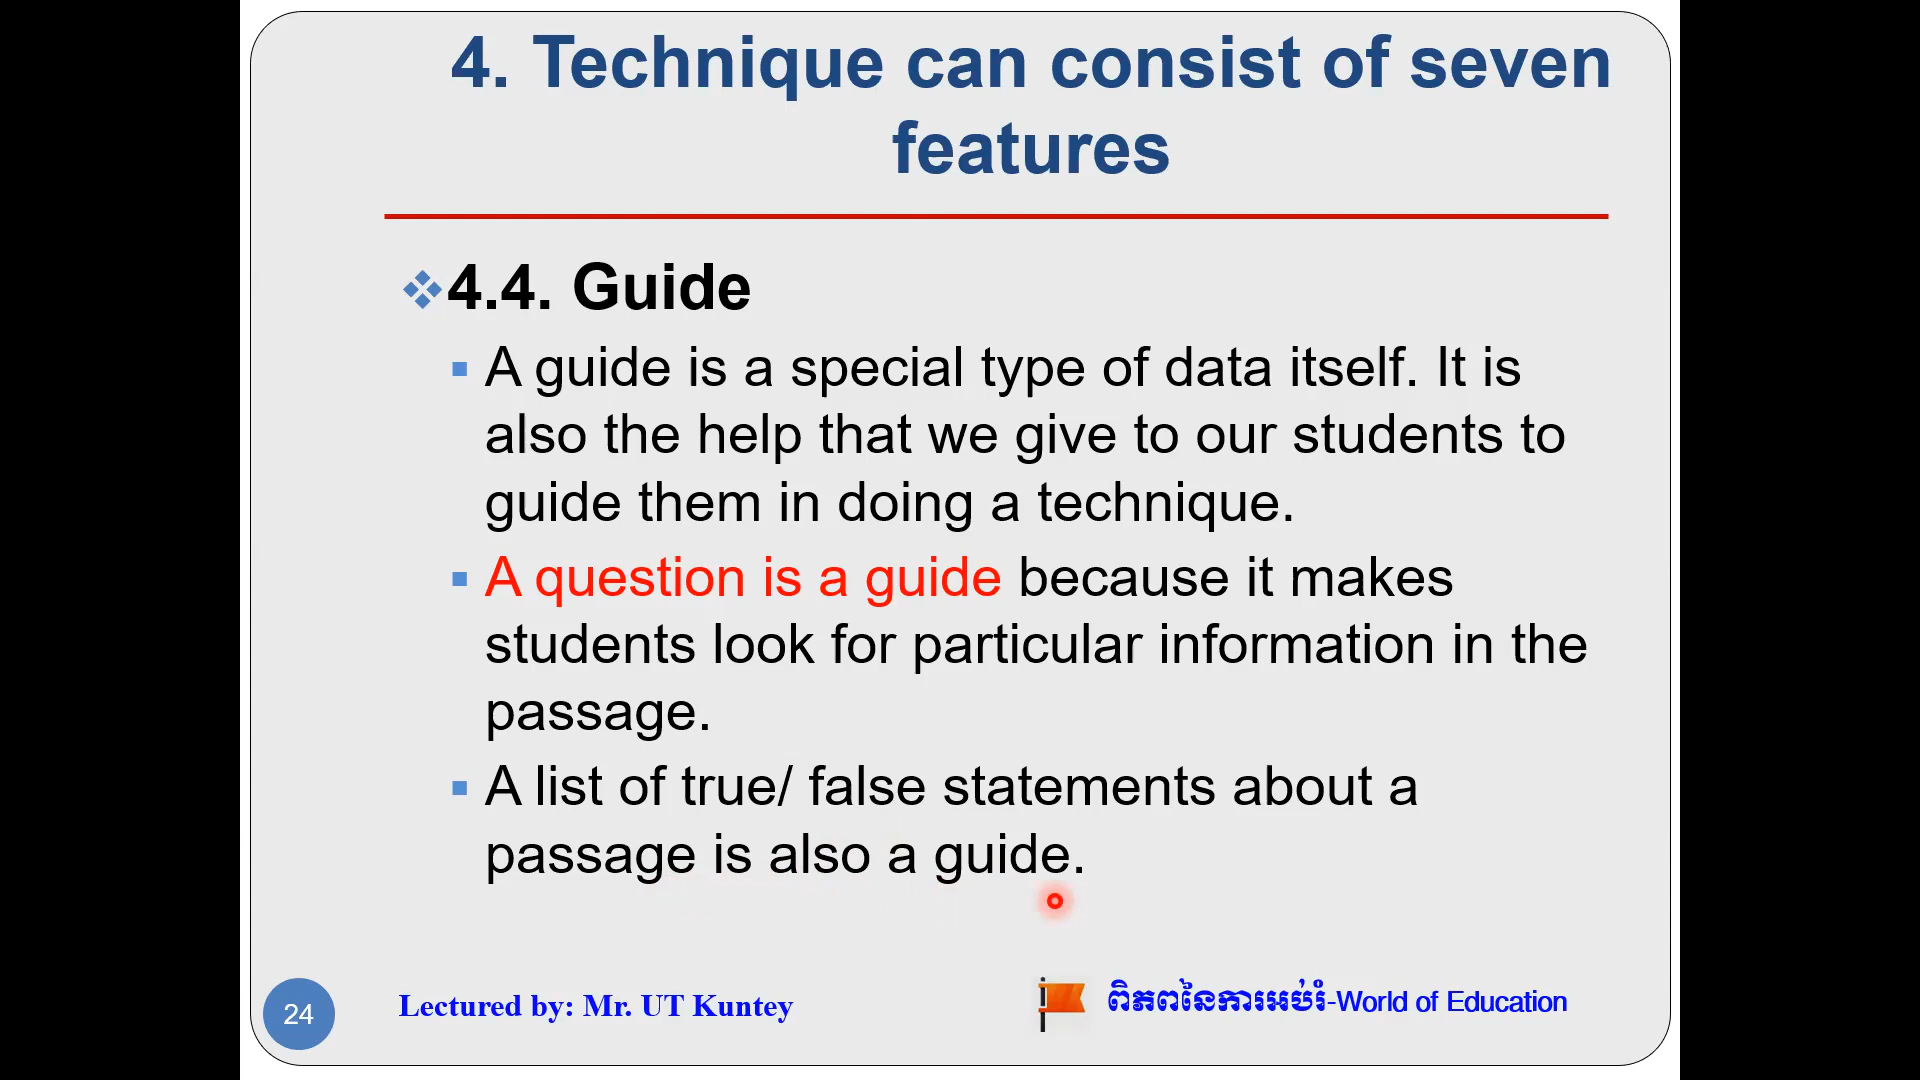 4. Technique can consist of seven
features
4.4. Guide
A guide is a special type of data itself. It is
also the help that we give to our students to
guide them in doing a technique.
A question is a guide because it makes
students look for particular information in the
passage.
A list of true/ false statements about a
passage is also a guide.
24
Lectured by: Mr. UT Kuntey
ពិភពនៃការអប់រំ-World of Education